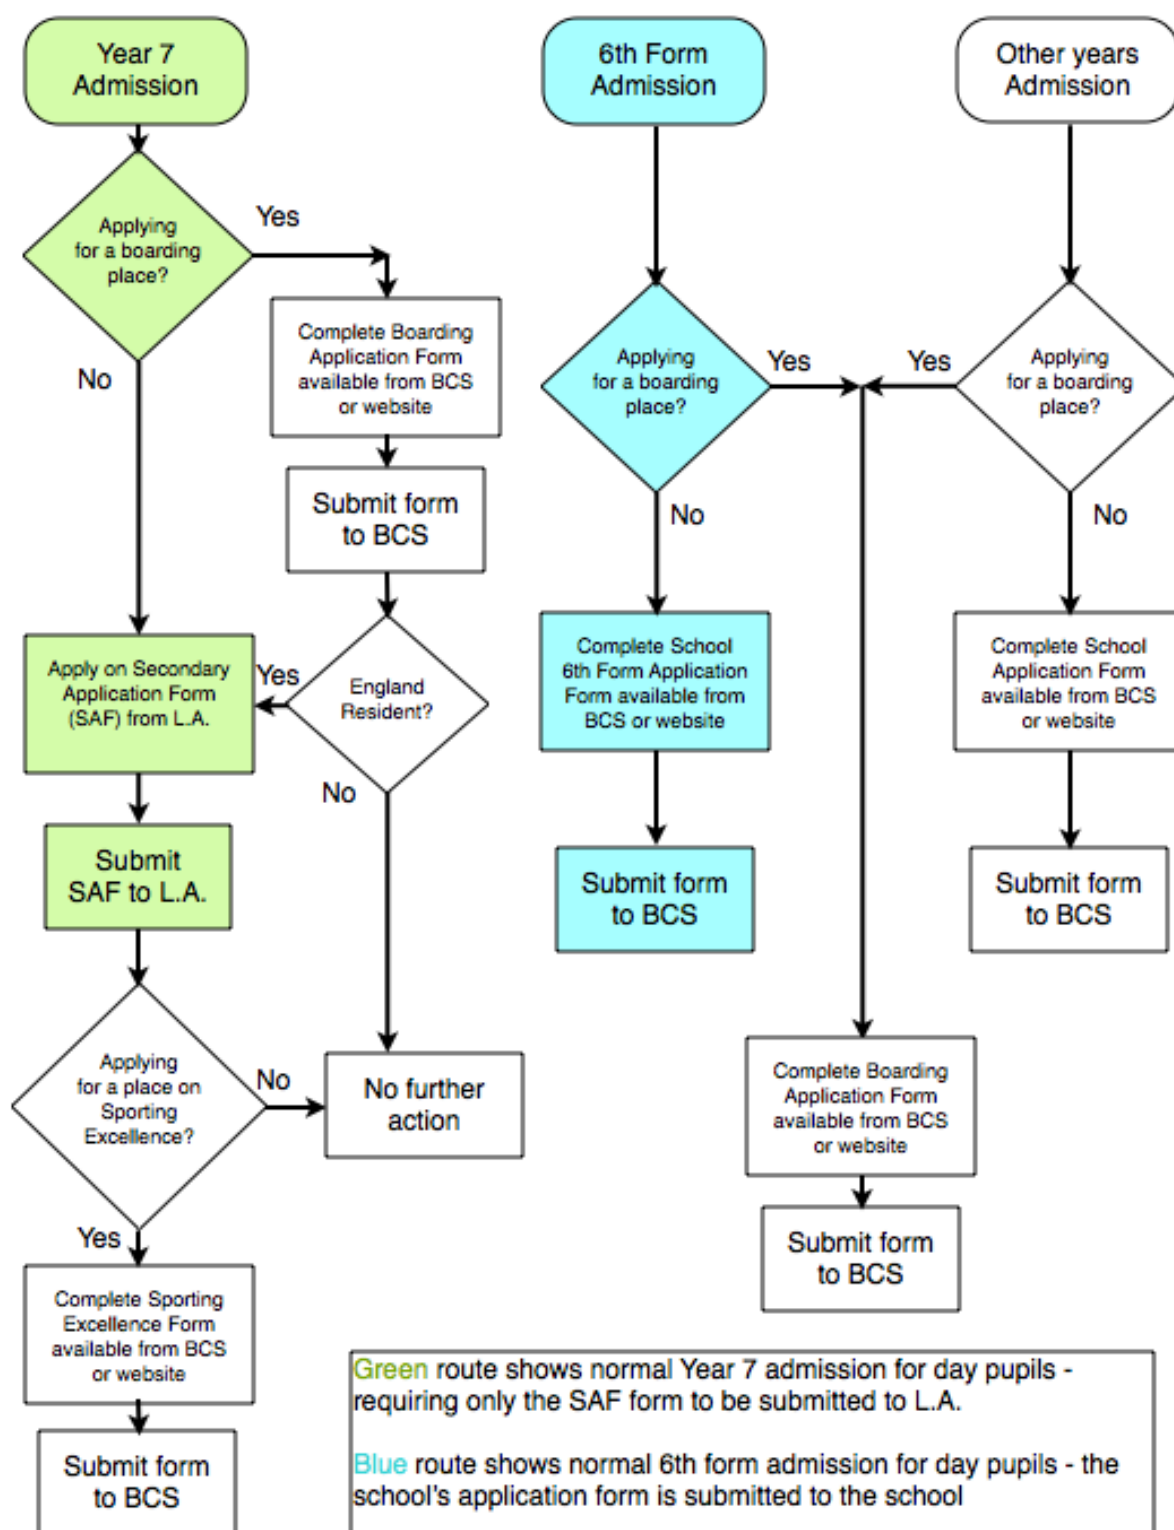 Year 7
Admission
6th Form
Admission
Other years
Admission
Applying
for a boarding
place?
Yes
No
Complete Boarding
Application Form
available from BCS
or website
Submit form
to BCS
England
Resident?
Yes
No
Apply on Secondary
Application Form
(SAF) from L.A.
Submit
SAF to L.A.
Applying
for a place on
Sporting
Excellence?
No
No further
action
Yes
Complete Sporting
Excellence Form
available from BCS
or website
Submit form
to BCS
Applying
for a boarding
place?
Yes
No
Complete School
6th Form Application
Form available from
BCS or website
Submit form
to BCS
Yes
Applying
for a boarding
place?
No
Complete School
Application Form
available from BCS
or website
Submit form
to BCS
Complete Boarding
Application Form
available from BCS
or website
Submit form
to BCS
Green route shows normal Year 7 admission for day pupils -
requiring only the SAF form to be submitted to L.A.
Blue route shows normal 6th form admission for day pupils - the
school's application form is submitted to the school